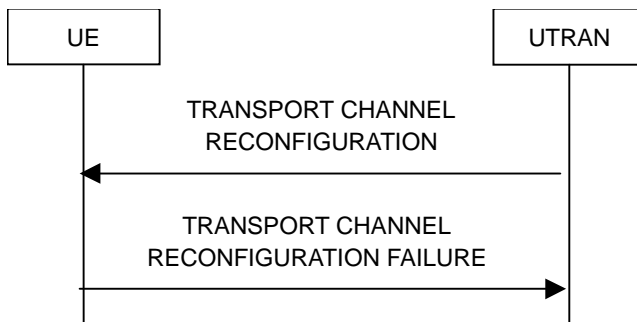 UE
UTRAN
TRANSPORT CHANNEL
RECONFIGURATION
TRANSPORT CHANNEL
RECONFIGURATION FAILURE